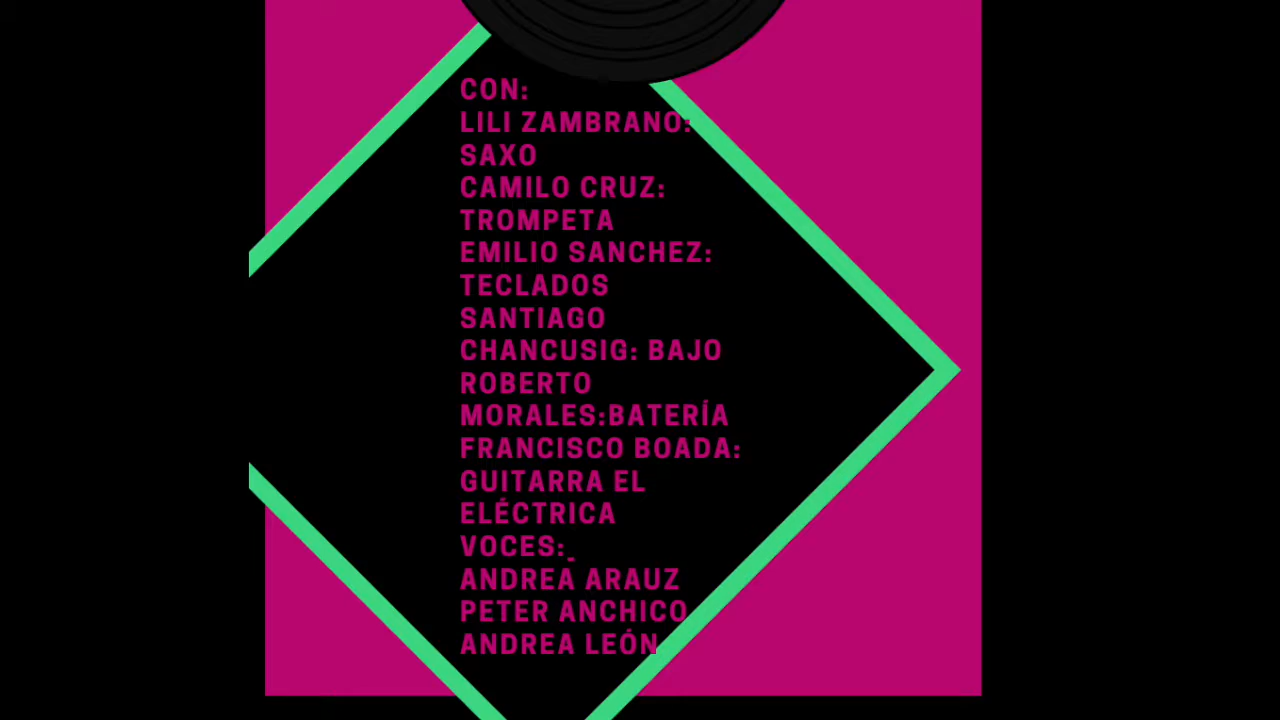 CON:
LILI ZAMBRANO:
SAXO
CAMILO CRUZ:
TROMPETA
EMILIO SANCHEZ:
TECLADOS
SANTIAGO
CHANCUSIG: BAJO
ROBERTO
MORALES:BATERÍA
FRANCISCO BOADA:
GUITARRA EL
ELÉCTRICA
VOCES:_
ANDREA ARAUZ
PETER ANCHICO
ANDREA LEÓN